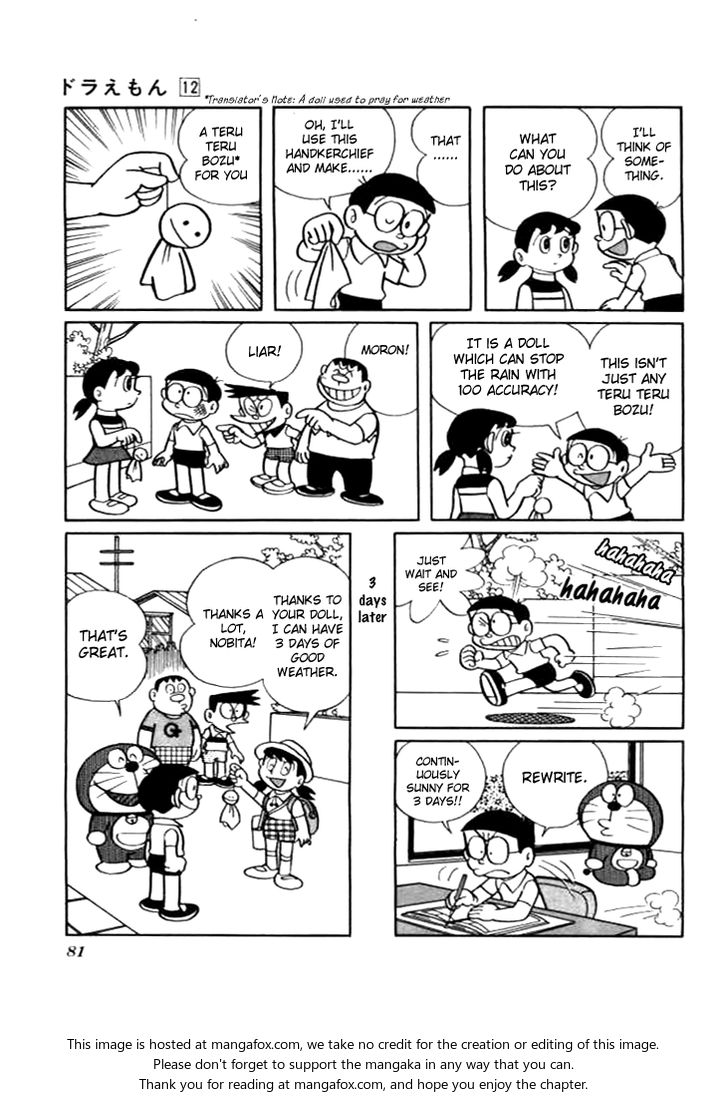 ドラえもん 12
*Translator's Note: A doll used to pray for weather
I'LL
THINK OF
SOME-
THING.
WHAT
CAN YOU
DO ABOUT
THIS?
THAT
......
OH, I'LL
USE THIS
HANDKERCHIEF
AND MAKE......
A TERU
TERU
BOZU*
FOR YOU
THIS ISN'T
JUST ANY
TERU TERU
BOZU!
IT IS A DOLL
WHICH CAN STOP
THE RAIN WITH
100 ACCURACY!
MORON!
LIAR!
hahahaha
hahahaha
JUST
WAIT AND
SEE!
REWRITE.
CONTIN-
UOUSLY
SUNNY FOR
3 DAYS!!
3
days
later
THANKS TO
YOUR DOLL,
I CAN HAVE
3 DAYS OF
GOOD
WEATHER.
THANKS A
LOT,
NOBITA!
THAT'S
GREAT.
G
81
This image is hosted at mangafox.com, we take no credit for the creation or editing of this image.
Please don't forget to support the mangaka in any way that you can.
Thank you for reading at mangafox.com, and hope you enjoy the chapter.